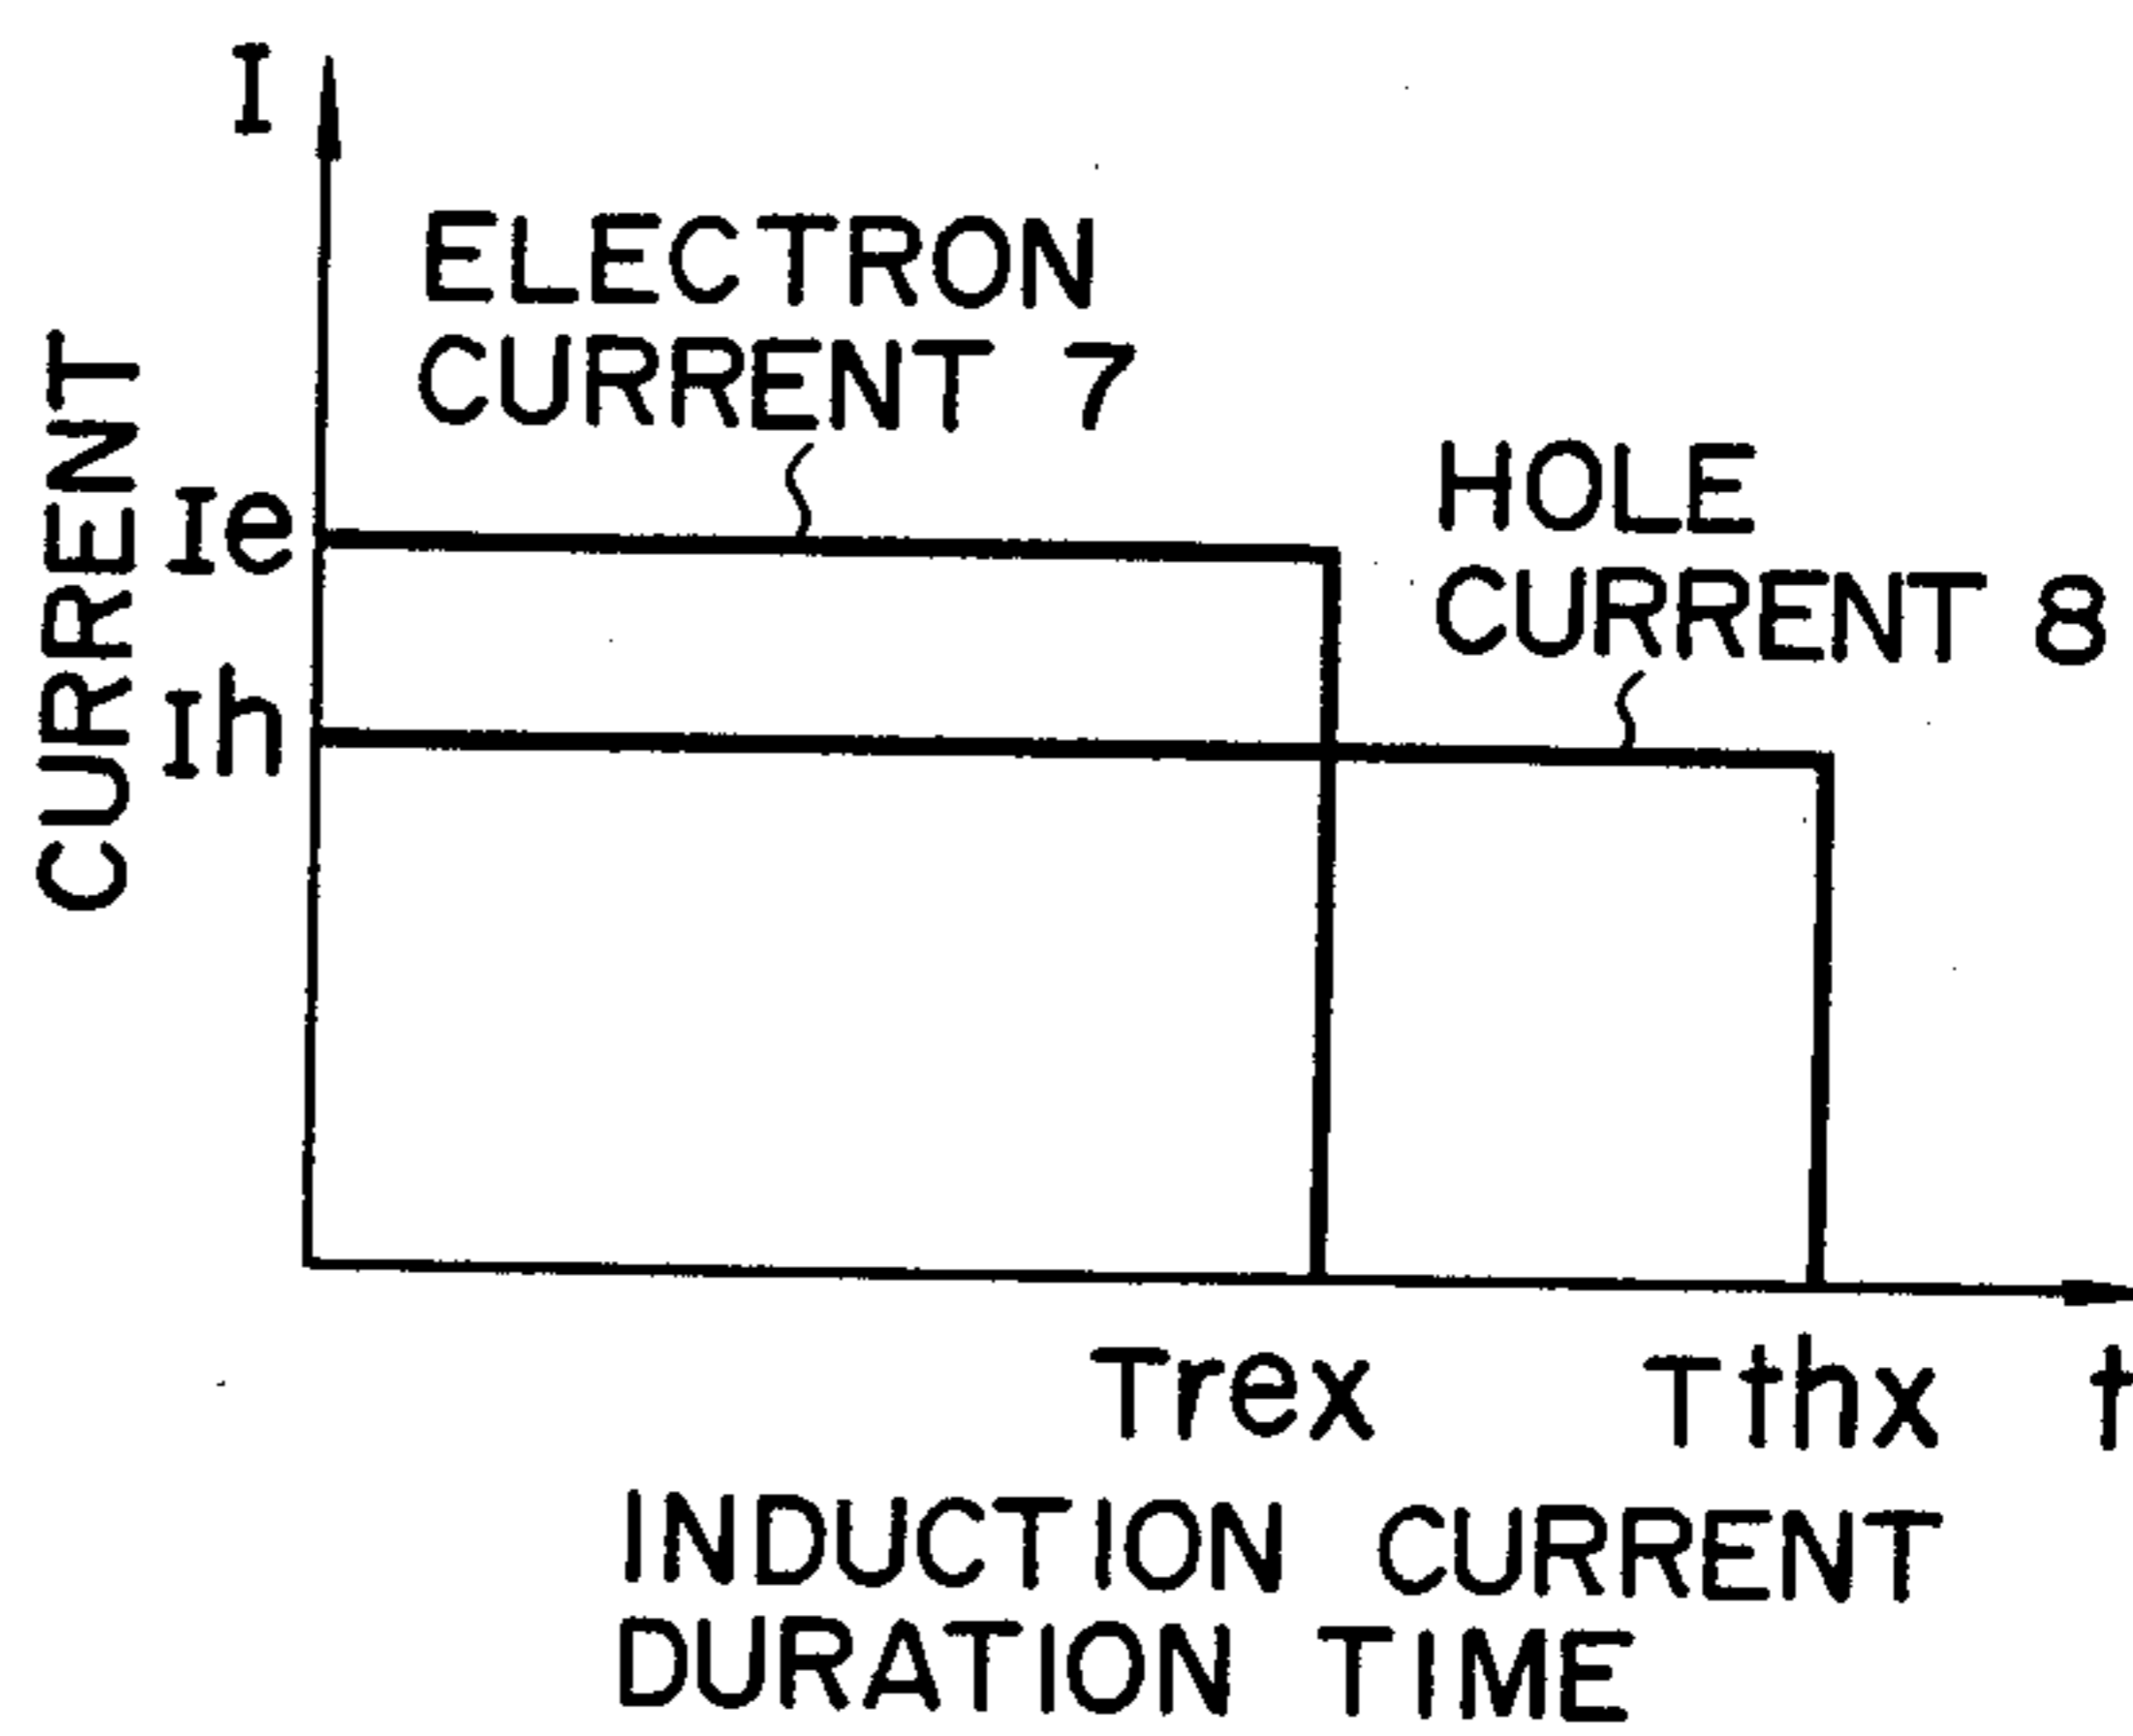 I
ELECTRON
CURRENT 7
HOLE
CURRENT 8
CURRENT
Ie
Ih
Trex
Tthx
t
INDUCTION CURRENT
DURATION TIME